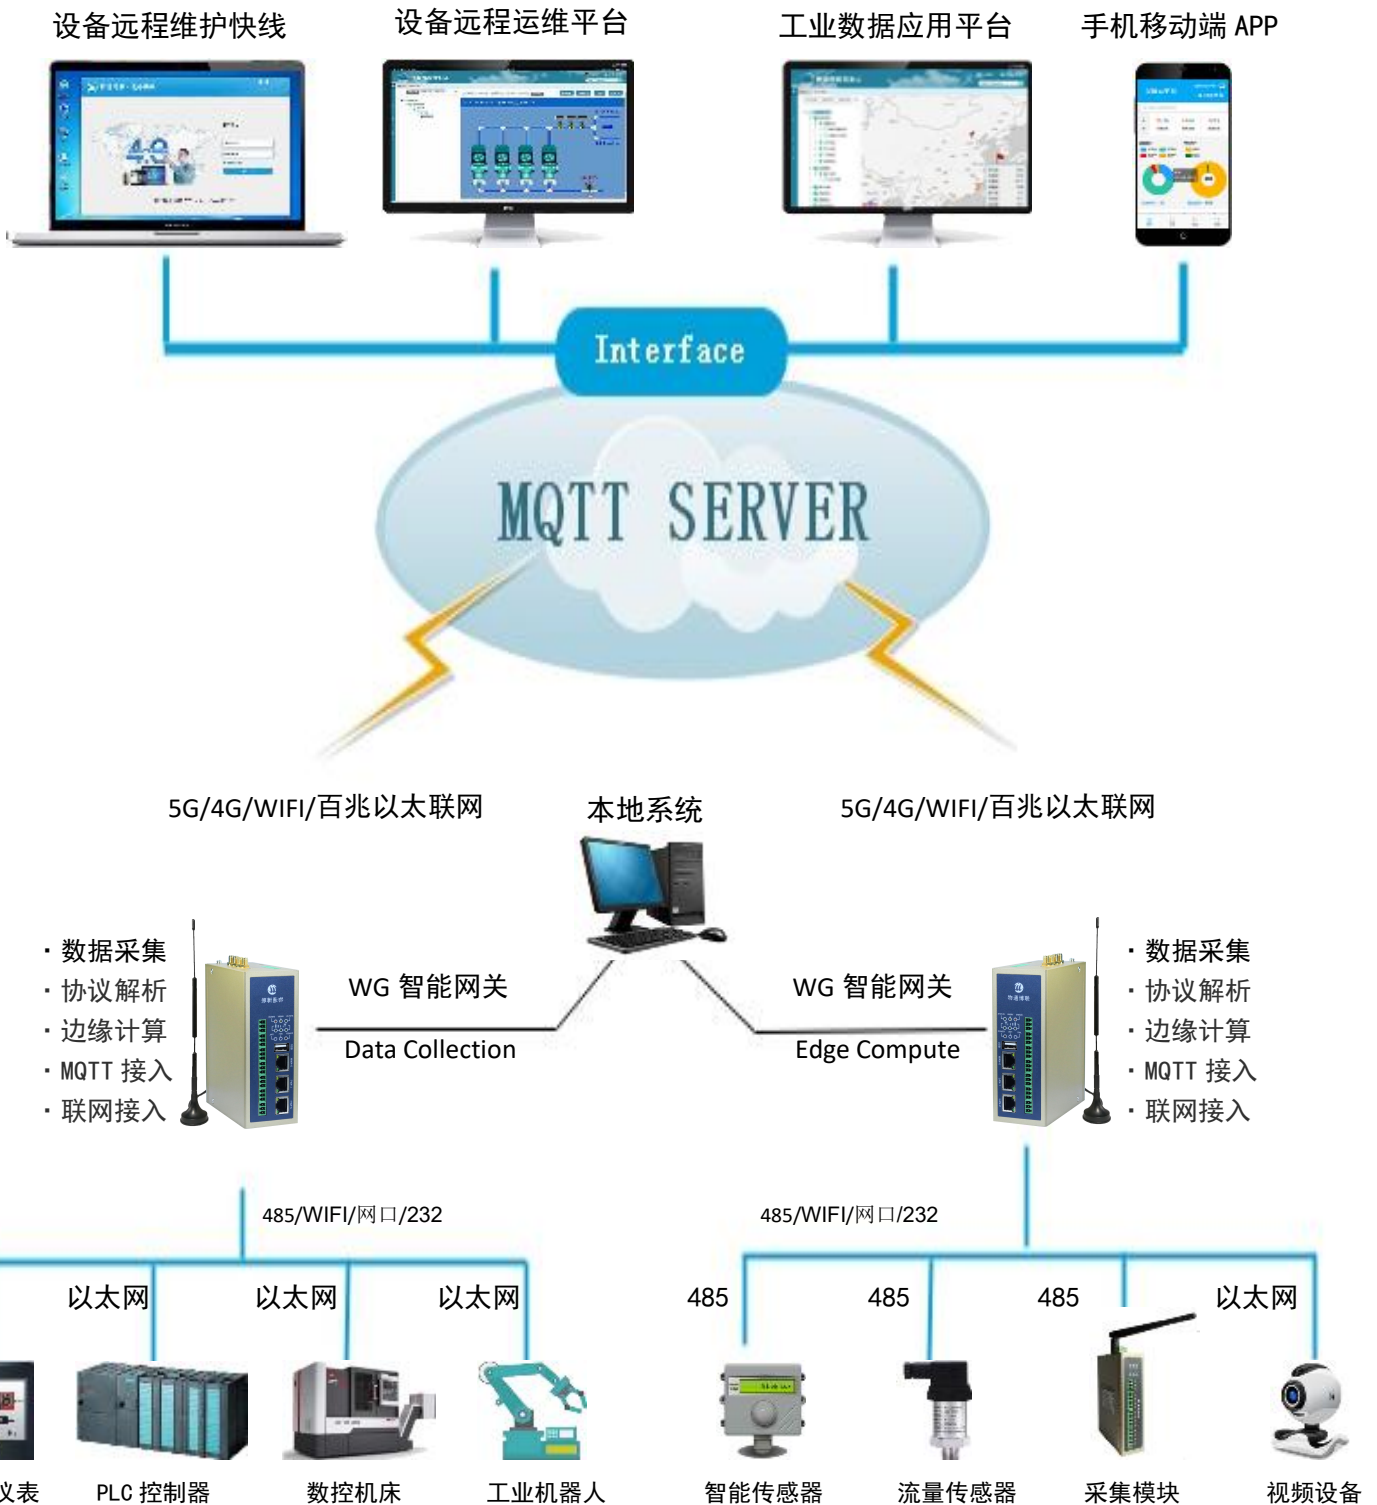 设备远程维护快线
设备远程运维平台
工业数据应用平台
手机移动端 APP
Interface
MQTT SERVER
5G/4G/WIFI/百兆以太联网
本地系统
5G/4G/WIFI/百兆以太联网
·数据采集
·协议解析
·边缘计算
·MQTT 接入
·联网接入
WG 智能网关
Data Collection
WG 智能网关
Edge Compute
·数据采集
·协议解析
·边缘计算
·MQTT 接入
·联网接入
485/WIFI/网口/232
485/WIFI/网口/232
以太网
以太网
以太网
485
485
485
以太网
仪表
PLC 控制器
数控机床
工业机器人
智能传感器
流量传感器
采集模块
视频设备